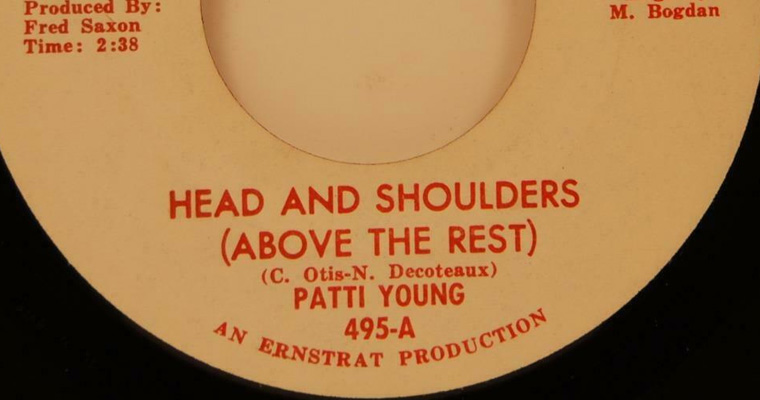 Produced By:
Fred Saxon
Time: 2:38
M. Bogdan
HEAD AND SHOULDERS
(ABOVE THE REST)
(C. Otis-N. Decoteaux)
PATTI YOUNG
495-A
AN ERNSTRAT PRODUCTION